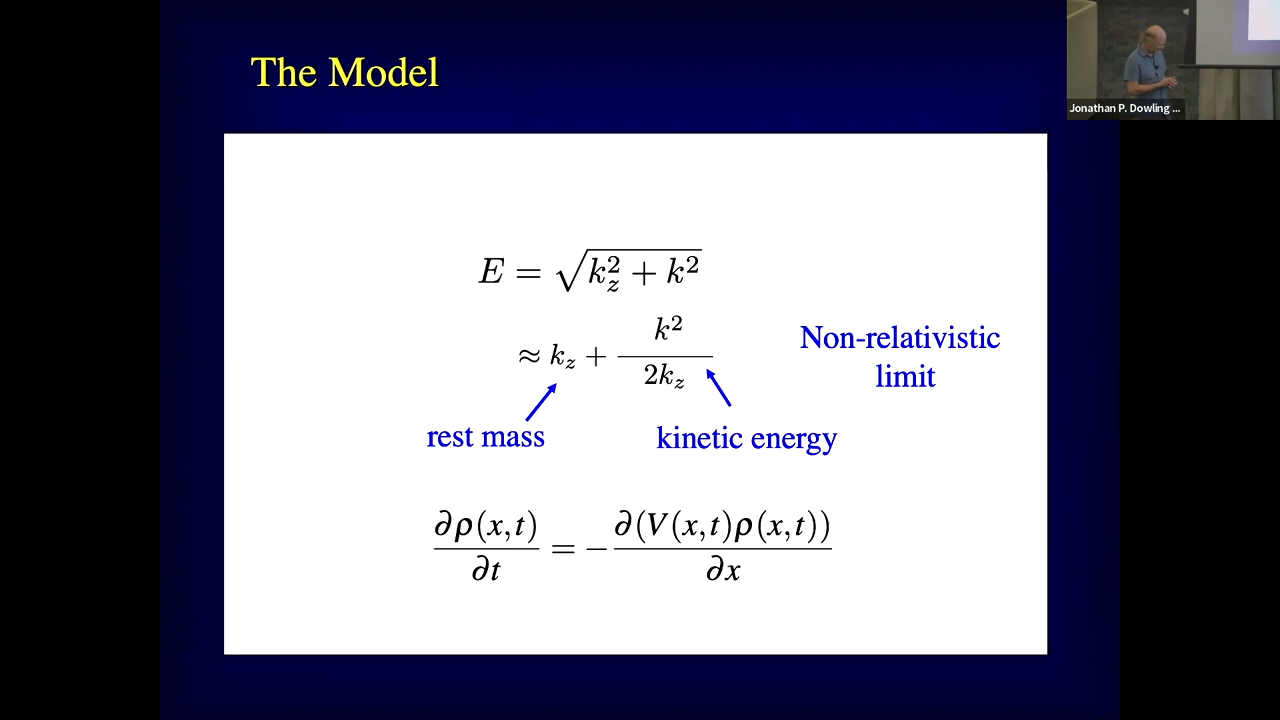 The Model
Jonathan P. Dowling ...
E = √(k_z² + k²)
≈ k_z + k²/(2k_z)
Non-relativistic
limit
rest mass
kinetic energy
∂ρ(x,t)/∂t = −∂(V(x,t)ρ(x,t))/∂x